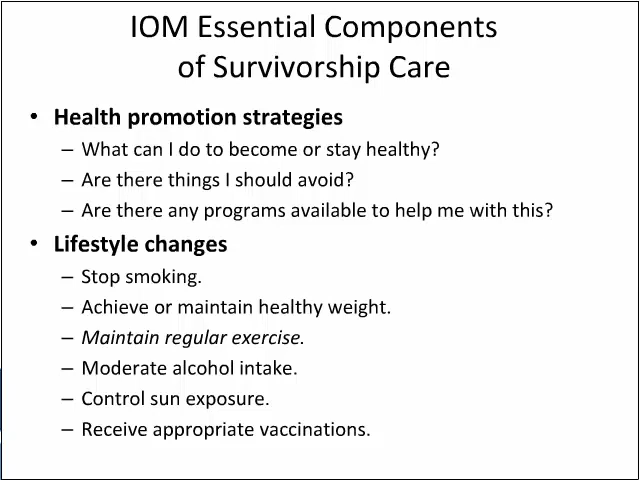 IOM Essential Components
of Survivorship Care
• Health promotion strategies
– What can I do to become or stay healthy?
– Are there things I should avoid?
– Are there any programs available to help me with this?
• Lifestyle changes
– Stop smoking.
– Achieve or maintain healthy weight.
– Maintain regular exercise.
– Moderate alcohol intake.
– Control sun exposure.
– Receive appropriate vaccinations.